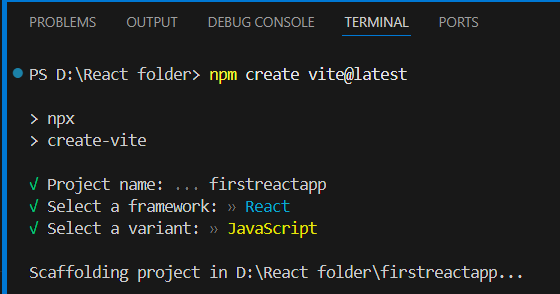 PROBLEMS OUTPUT DEBUG CONSOLE TERMINAL PORTS
PS D:\React folder> npm create vite@latest
> npx
> create-vite
√ Project name: ... firstreactapp
√ Select a framework: » React
√ Select a variant: » JavaScript
Scaffolding project in D:\React folder\firstreactapp...